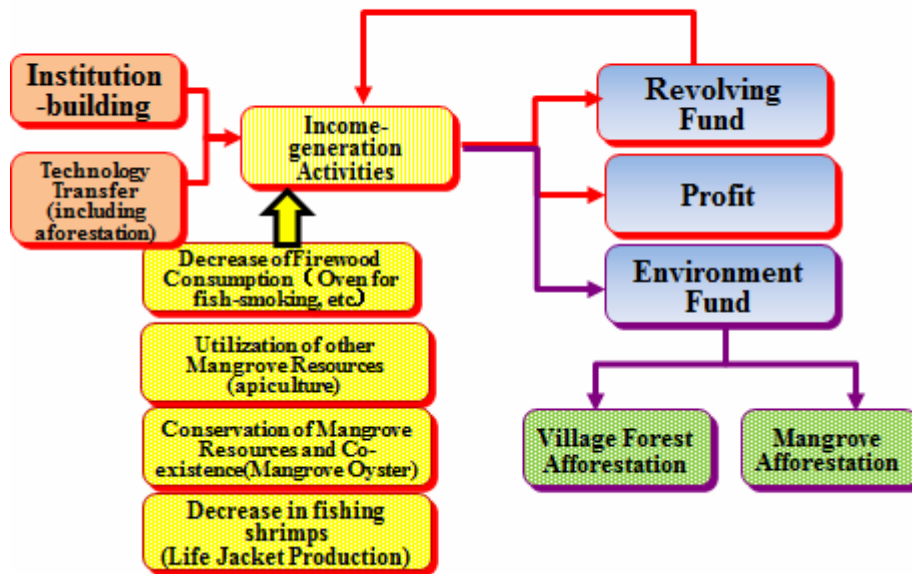 Institution
-building
Technology
Transfer
(including
aforestation)
Income-
generation
Activities
Decrease of Firewood
Consumption ( Oven for
fish-smoking, etc.)
Utilization of other
Mangrove Resources
(apiculture)
Conservation of Mangrove
Resources and Co-
existence(Mangrove Oyster)
Decrease in fishing
shrimps
(Life Jacket Production)
Revolving
Fund
Profit
Environment
Fund
Village Forest
Afforestation
Mangrove
Afforestation